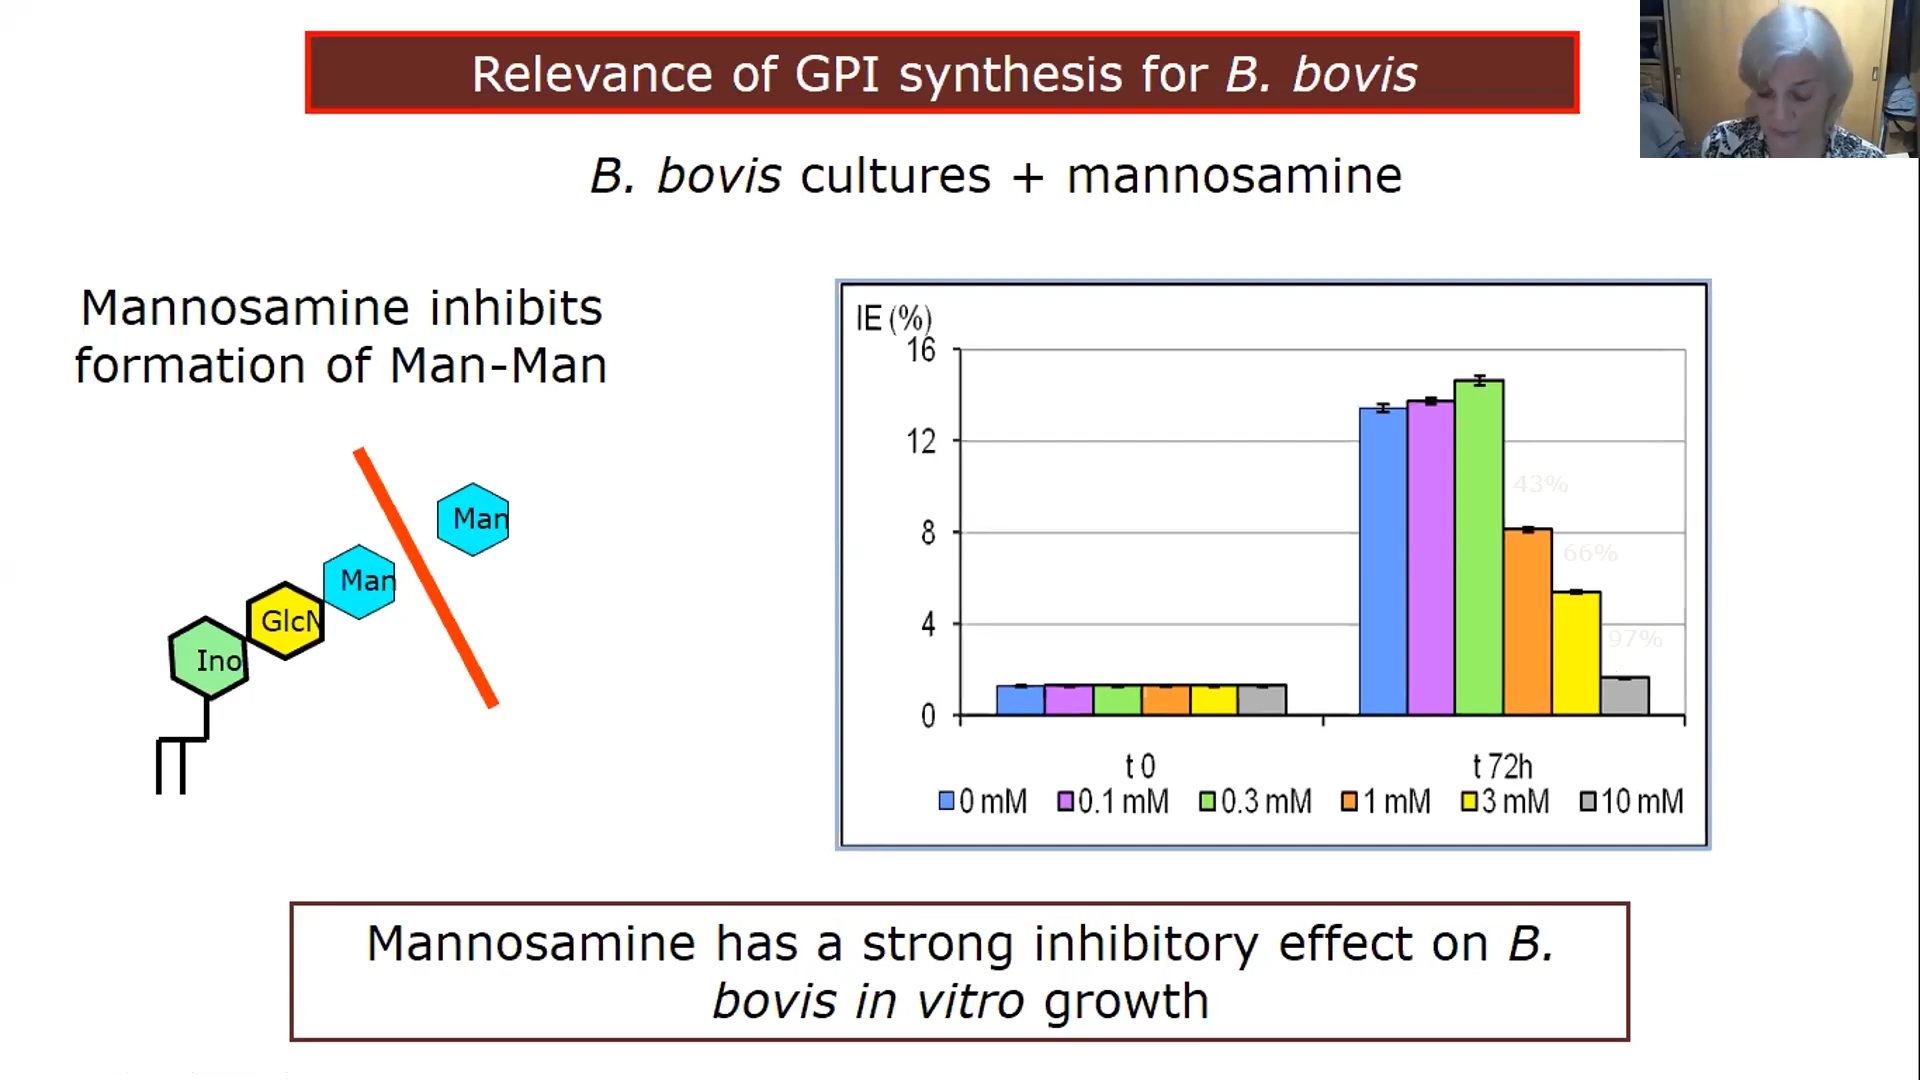 Relevance of GPI synthesis for B. bovis
B. bovis cultures + mannosamine
Mannosamine inhibits
formation of Man-Man
Man
Man
GlcN
Ino
IE (%)
16
12
8
4
0
43%
66%
97%
t 0
t 72h
0 mM 0.1 mM 0.3 mM 1 mM 3 mM 10 mM
Mannosamine has a strong inhibitory effect on B.
bovis in vitro growth